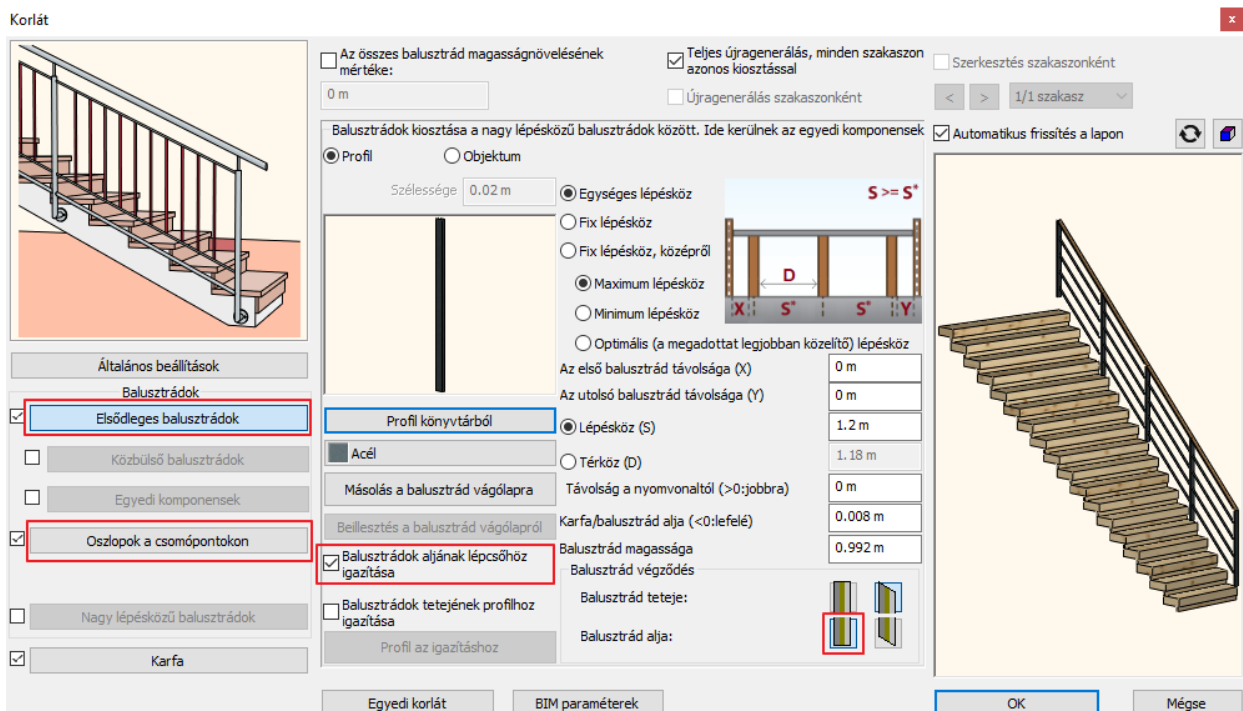 Korlát
x
Az összes balusztrád magasságnövelésének
mértéke:
0 m
Teljes újragenerálás, minden szakaszon
azonos kiosztással
Újragenerálás szakaszonként
Szerkesztés szakaszonként
< > 1/1 szakasz
Automatikus frissítés a lapon
Balusztrádok kiosztása a nagy lépésközű balusztrádok között. Ide kerülnek az egyedi komponensek
Profil
Objektum
Szélessége 0.02 m
Egységes lépésköz
Fix lépésköz
Fix lépésköz, középről
Maximum lépésköz
Minimum lépésköz
Optimális (a megadottat legjobban közelítő) lépésköz
S >= S*
D
X S* S* Y
Az első balusztrád távolsága (X) 0 m
Az utolsó balusztrád távolsága (Y) 0 m
Lépésköz (S) 1.2 m
Térköz (D) 1.18 m
Távolság a nyomvonaltól (>0:jobbra) 0 m
Karfa/balusztrád alja (<0:lefelé) 0.008 m
Balusztrád magassága 0.992 m
Balusztrád végződés
Balusztrád teteje:
Balusztrád alja:
Általános beállítások
Balusztrádok
Elsődleges balusztrádok
Közbülső balusztrádok
Egyedi komponensek
Oszlopok a csomópontokon
Nagy lépésközű balusztrádok
Karfa
Profil könyvtárból
Acél
Másolás a balusztrád vágólapra
Beillesztés a balusztrád vágólapról
Balusztrádok aljának lépcsőhöz
igazítása
Balusztrádok tetejének profilhoz
igazítása
Profil az igazításhoz
Egyedi korlát
BIM paraméterek
OK
Mégse